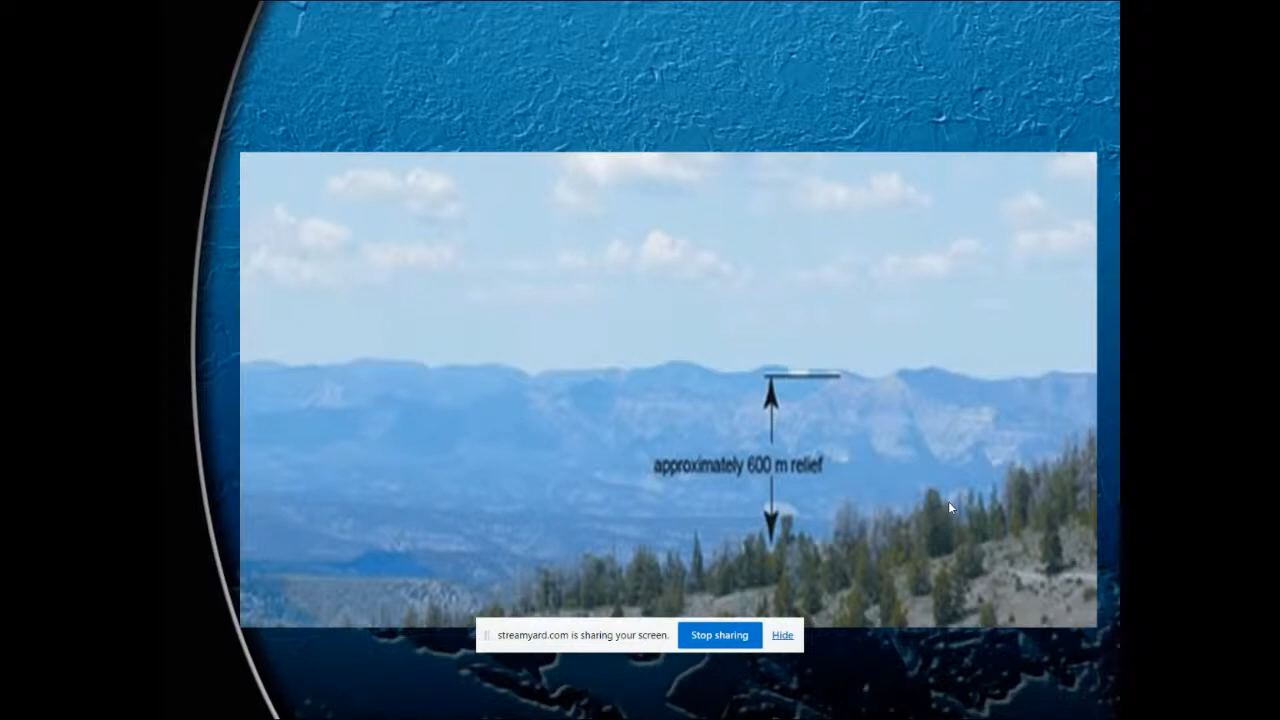 approximately 600 m relief
streamyard.com is sharing your screen.
Stop sharing
Hide